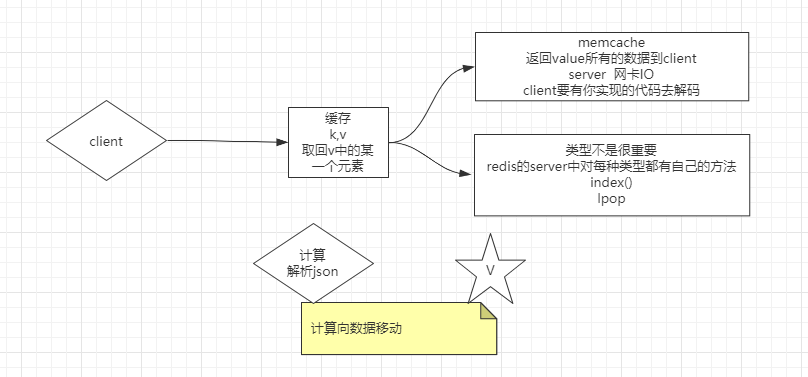 memcache
返回value所有的数据到client
server 网卡IO
client要有你实现的代码去解码
client
缓存
k,v
取回v中的某
一个元素
类型不是很重要
redis的server中对每种类型都有自己的方法
index()
lpop
计算
解析json
V
计算向数据移动